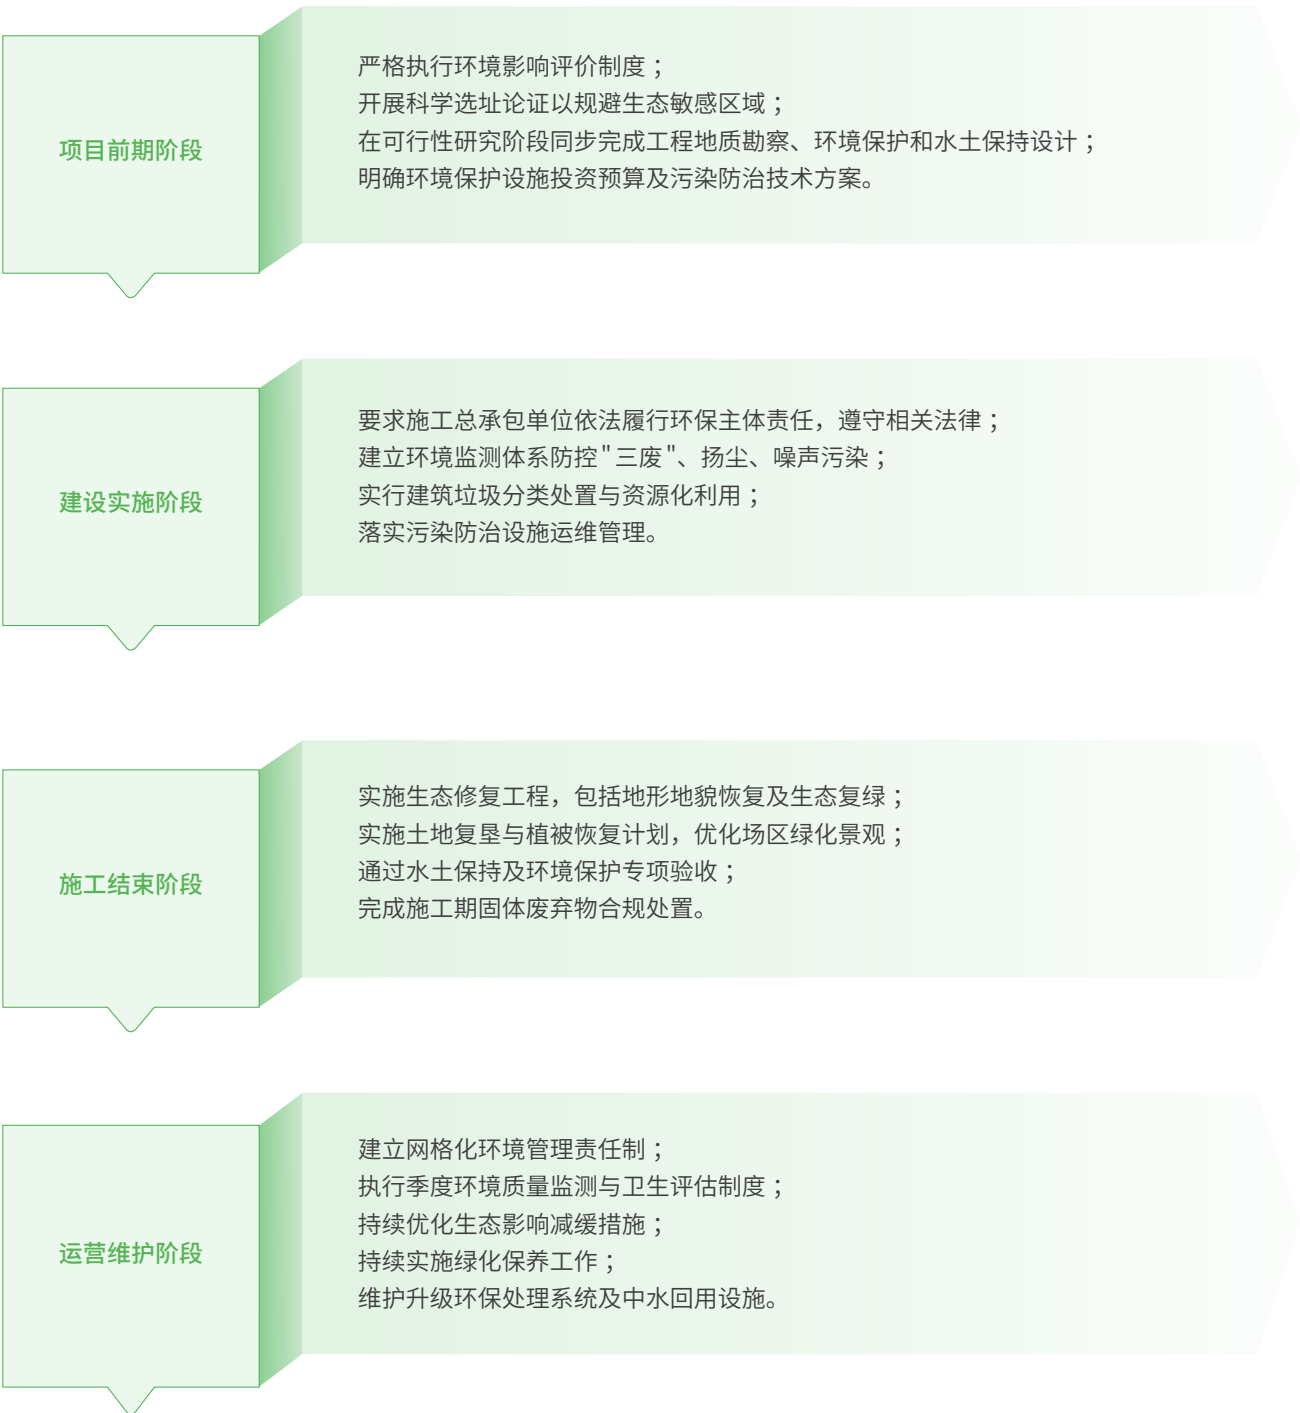 项目前期阶段
严格执行环境影响评价制度；
开展科学选址论证以规避生态敏感区域；
在可行性研究阶段同步完成工程地质勘察、环境保护和水土保持设计；
明确环境保护设施投资预算及污染防治技术方案。
建设实施阶段
要求施工总承包单位依法履行环保主体责任，遵守相关法律；
建立环境监测体系防控"三废"、扬尘、噪声污染；
实行建筑垃圾分类处置与资源化利用；
落实污染防治设施运维管理。
施工结束阶段
实施生态修复工程，包括地形地貌恢复及生态复绿；
实施土地复垦与植被恢复计划，优化场区绿化景观；
通过水土保持及环境保护专项验收；
完成施工期固体废弃物合规处置。
运营维护阶段
建立网格化环境管理责任制；
执行季度环境质量监测与卫生评估制度；
持续优化生态影响减缓措施；
持续实施绿化保养工作；
维护升级环保处理系统及中水回用设施。